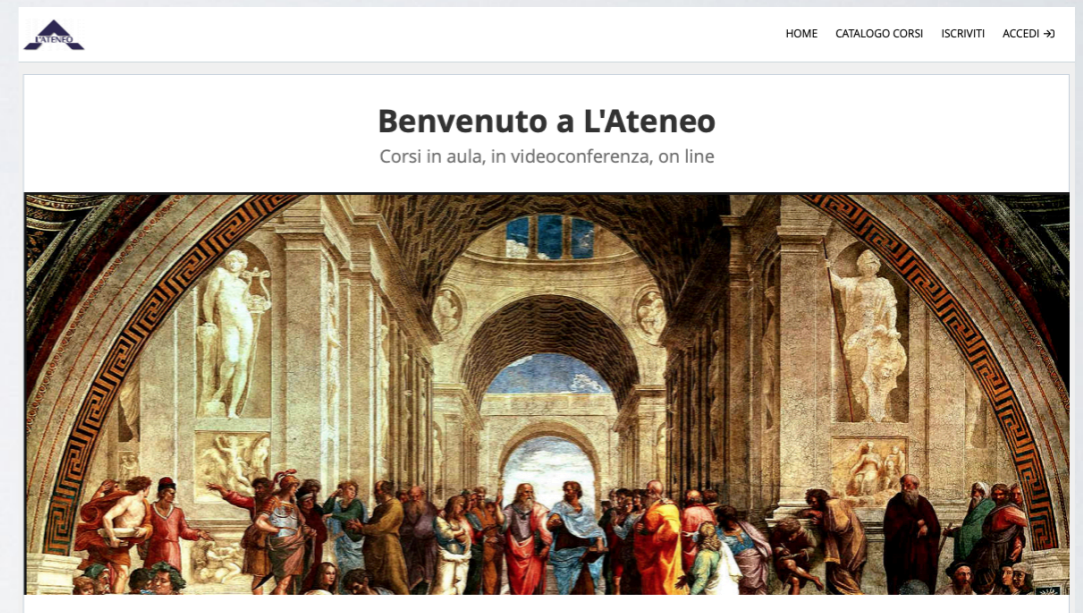 L'ATENEO
HOME CATALOGO CORSI ISCRIVITI ACCEDI
Benvenuto a L'Ateneo
Corsi in aula, in videoconferenza, on line